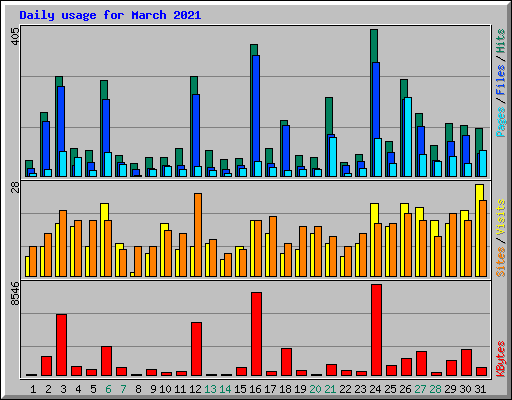 Daily usage for March 2021
405
Pages / Files / Hits
28
Sites / Visits
8546
KBytes
1 2 3 4 5 6 7 8 9 10 11 12 13 14 15 16 17 18 19 20 21 22 23 24 25 26 27 28 29 30 31